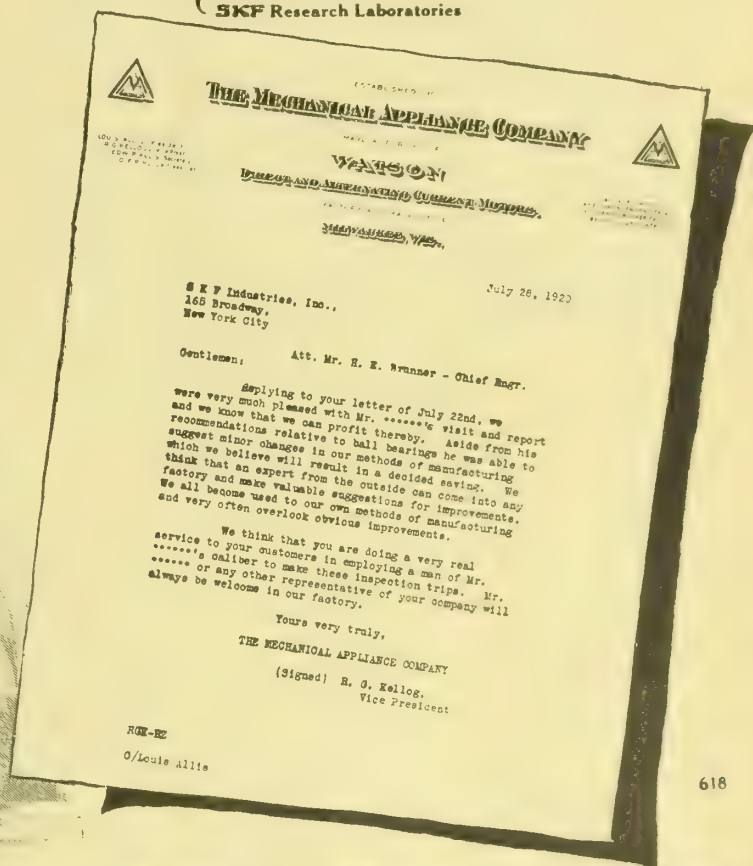 SKF Research Laboratories
ESTABLISHED
THE MECHANICAL APPLIANCE COMPANY
WATSON
DIRECT AND ALTERNATING CURRENT MOTORS.
MILWAUKEE, WIS.
July 28, 1920
S K F Industries, Inc.,
165 Broadway,
New York City
Gentlemen; Att. Mr. H. E. Brunner - Chief Engr.
Replying to your letter of July 22nd, we
were very much pleased with Mr. ••••••'s visit and report
and we know that we can profit thereby. Aside from his
recommendations relative to ball bearings he was able to
suggest minor changes in our methods of manufacturing
which we believe will result in a decided saving. We
think that an expert from the outside can come into any
factory and make valuable suggestions for improvements.
We all become used to our own methods of manufacturing
and very often overlook obvious improvements.
We think that you are doing a very real
service to your customers in employing a man of Mr.
••••••'s caliber to make these inspection trips. Mr.
•••••• or any other representative of your company will
always be welcome in our factory.
Yours very truly,
THE MECHANICAL APPLIANCE COMPANY
(Signed) R. G. Kellog,
Vice President
RGK-RZ
C/Louis Allis
618